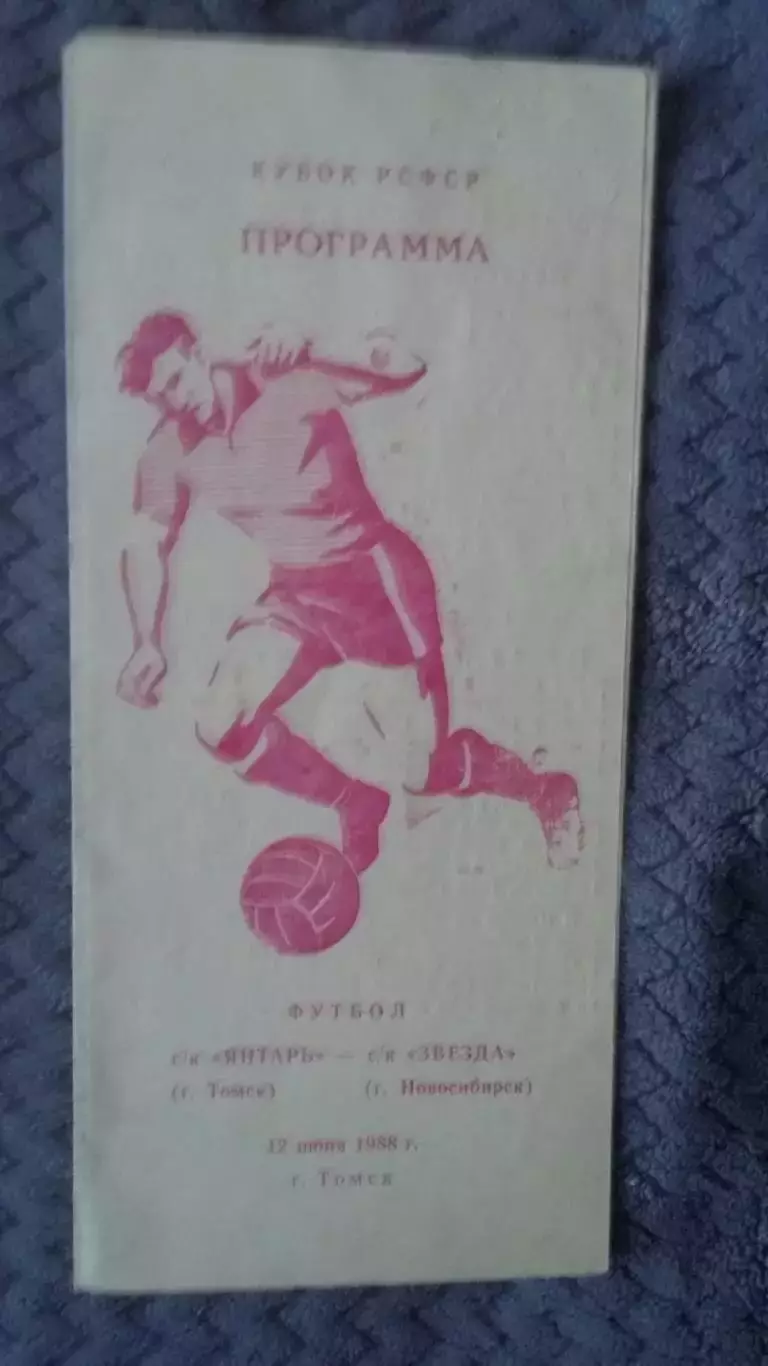 КУБОК РСФСР
ПРОГРАММА
ФУТБОЛ
с/к «ЯНТАРЬ» — с/к «ЗВЕЗДА»
(г. Томск) (г. Новосибирск)
12 июня 1988 г.
г. Томск